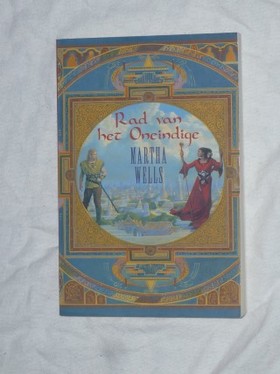 Rad van
het Oneindige
MARTHA
WELLS